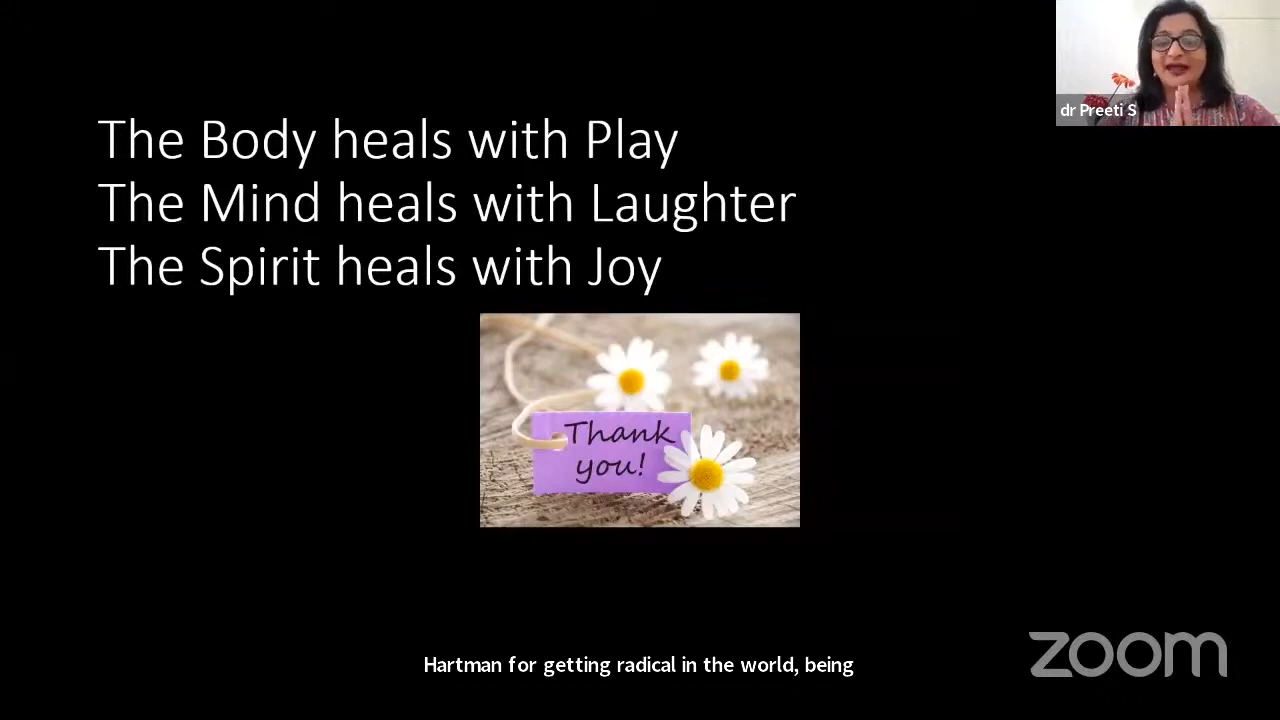 The Body heals with Play
The Mind heals with Laughter
The Spirit heals with Joy
dr Preeti S
Thank
you!
Hartman for getting radical in the world, being
zoom